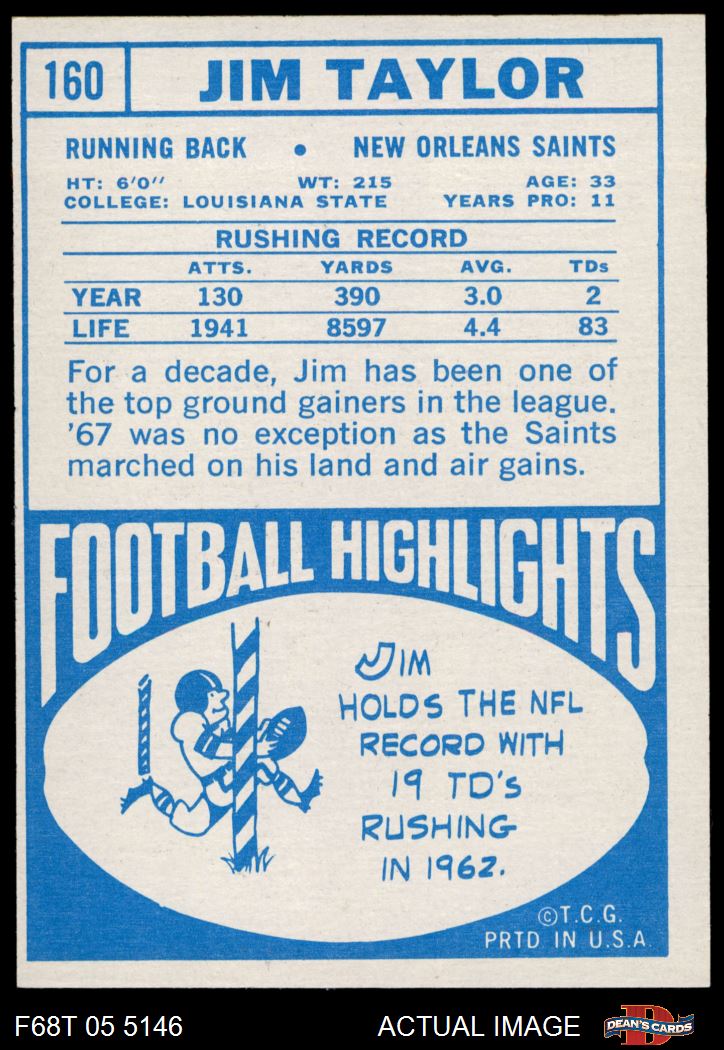 160 JIM TAYLOR
RUNNING BACK • NEW ORLEANS SAINTS
HT: 6'0'' WT: 215 AGE: 33
COLLEGE: LOUISIANA STATE YEARS PRO: 11
RUSHING RECORD
ATTS. YARDS AVG. TDs
YEAR 130 390 3.0 2
LIFE 1941 8597 4.4 83
For a decade, Jim has been one of
the top ground gainers in the league.
'67 was no exception as the Saints
marched on his land and air gains.
FOOTBALL HIGHLIGHTS
JIM
HOLDS THE NFL
RECORD WITH
19 TD'S
RUSHING
IN 1962.
©T.C.G.
PRTD IN U.S.A.
F68T 05 5146 ACTUAL IMAGE D DEAN'S CARDS